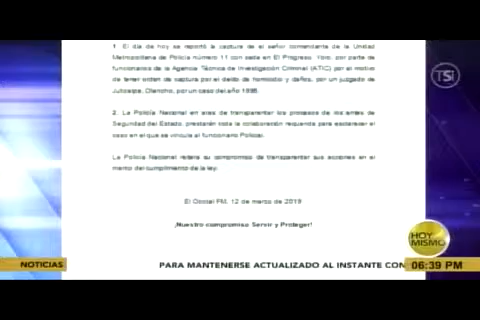 1. El día de hoy se reportó la captura de el señor comandante de la Unidad
Metropolitana de Policía número 11 con sede en El Progreso, Yoro, por parte de
funcionarios de la Agencia Técnica de Investigación Criminal (ATIC) por el motivo
de tener orden de captura por el delito de homicidio y daños, por un juzgado de
Juticalpa, Olancho, por un caso del año 1995.
2. La Policía Nacional en aras de transparentar los procesos de los entes de
Seguridad del Estado, prestarán toda la colaboración requerida para esclarecer el
caso en el que se vincula al funcionario Policial.
La Policía Nacional reitera su compromiso de transparentar sus acciones en el
marco del cumplimiento de la ley.
El Ocotal FM, 12 de marzo de 2019
¡Nuestro compromiso Servir y Proteger!
TSi
HOY
MISMO
NOTICIAS
PARA MANTENERSE ACTUALIZADO AL INSTANTE CON
06:39 PM